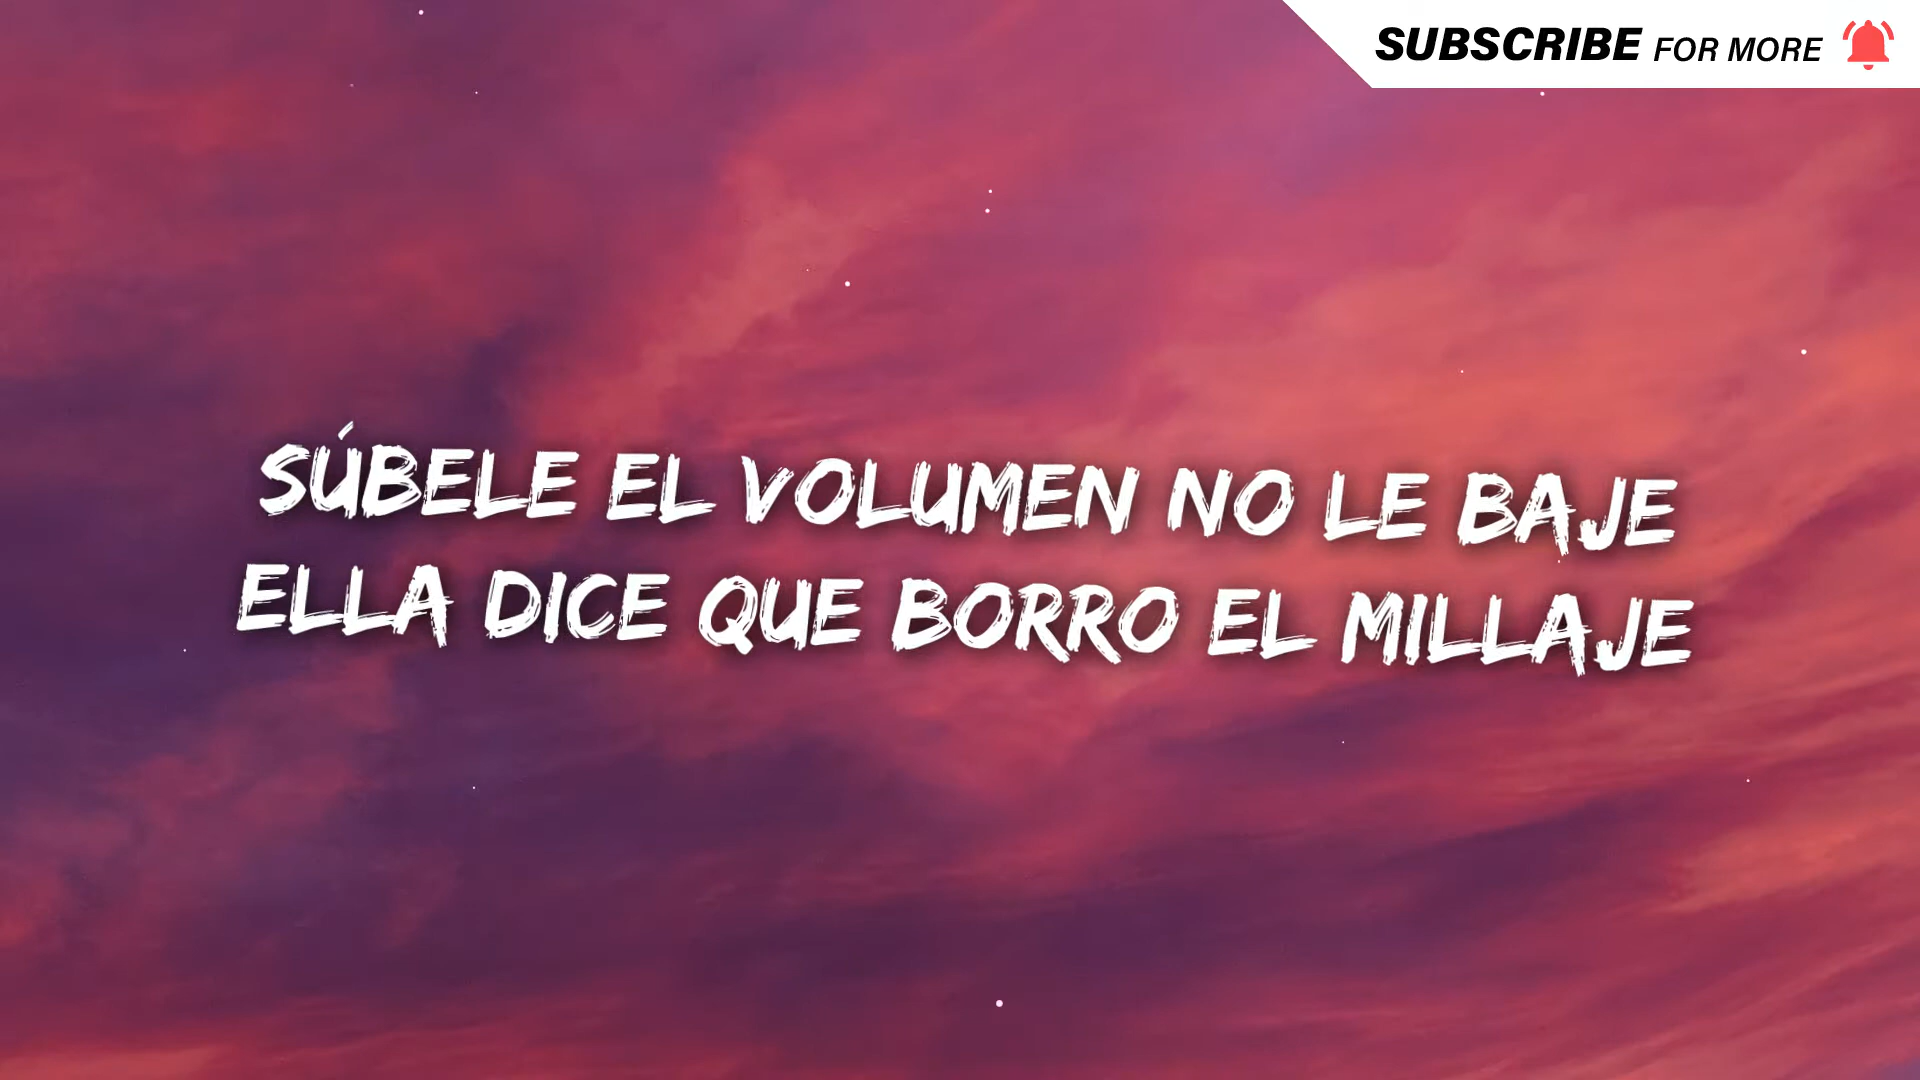 SUBSCRIBE FOR MORE
SÚBELE EL VOLUMEN NO LE BAJE
ELLA DICE QUE BORRO EL MILLAJE